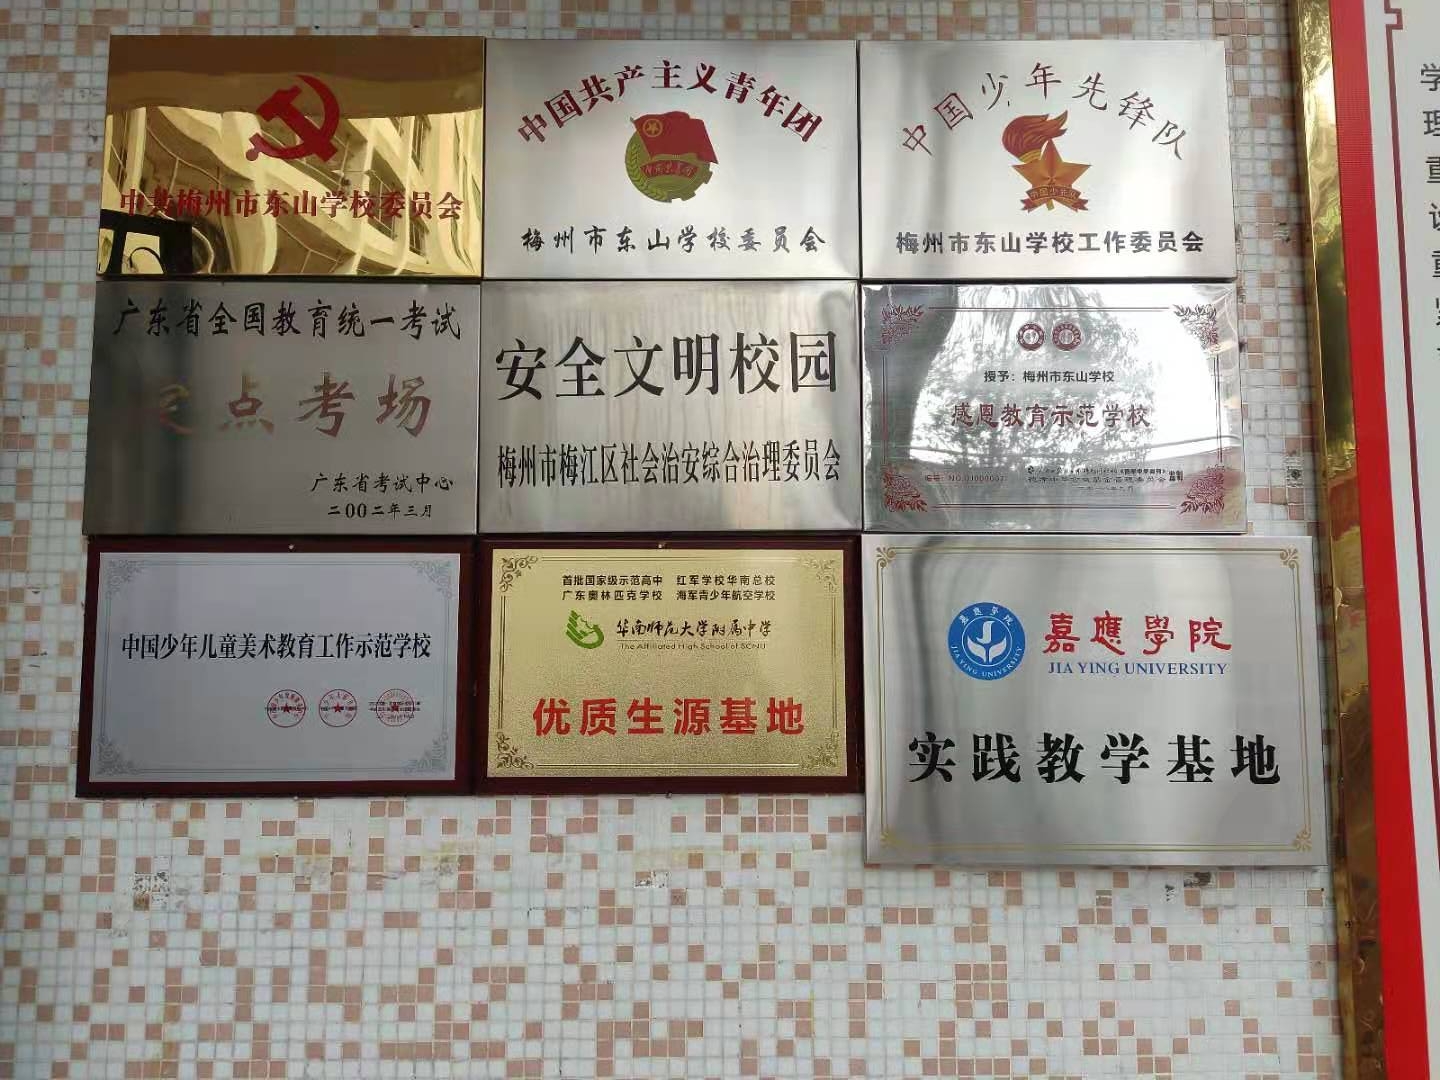 中共梅州市东山学校委员会
中国共产主义青年团
梅州市东山学校委员会
中国少年先锋队
梅州市东山学校工作委员会
广东省全国教育统一考试
定点考场
广东省考试中心
二00二年三月
安全文明校园
梅州市梅江区社会治安综合治理委员会
授予：梅州市东山学校
感恩教育示范学校
中国少年儿童美术教育工作示范学校
首批国家级示范高中 红军学校华南总校
广东奥林匹克学校 海军青少年航空学校
华南师范大学附属中学
The Affiliated High School of SCNU
优质生源基地
嘉應學院
JIA YING UNIVERSITY
实践教学基地
学
理
重